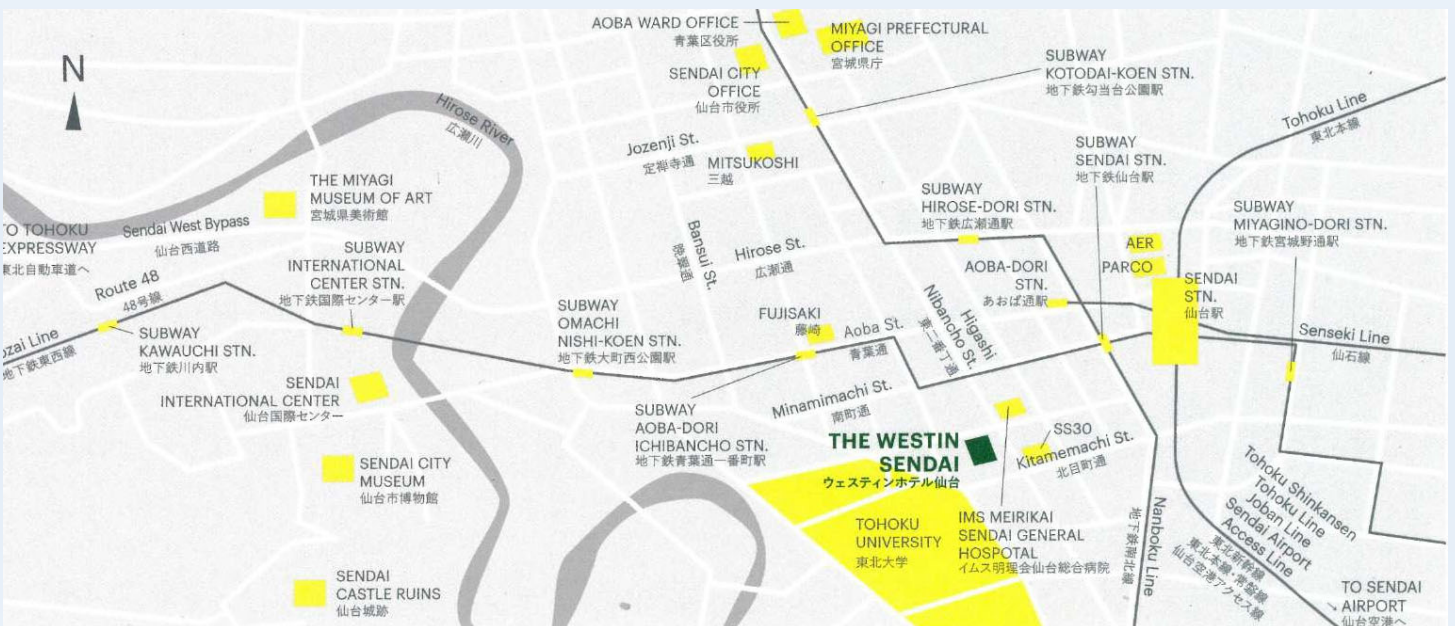 AOBA WARD OFFICE
青葉区役所
MIYAGI PREFECTURAL
OFFICE
宮城県庁
SENDAI CITY
OFFICE
仙台市役所
SUBWAY
KOTODAI-KOEN STN.
地下鉄勾当台公園駅
N
Hirose River
広瀬川
Jozenji St.
定禅寺通
MITSUKOSHI
三越
Tohoku Line
東北本線
SUBWAY
SENDAI STN.
地下鉄仙台駅
THE MIYAGI
MUSEUM OF ART
宮城県美術館
SUBWAY
HIROSE-DORI STN.
地下鉄広瀬通駅
SUBWAY
MIYAGINO-DORI STN.
地下鉄宮城野通駅
TO TOHOKU
EXPRESSWAY
東北自動車道へ
Sendai West Bypass
仙台西道路
Bansui St.
晩翠通
Hirose St.
広瀬通
AER
PARCO
SUBWAY
INTERNATIONAL
CENTER STN.
地下鉄国際センター駅
Route 48
48号線
AOBA-DORI
STN.
あおば通駅
SENDAI
STN.
仙台駅
Higashi
Nibancho St.
東二番丁通
SUBWAY
OMACHI
NISHI-KOEN STN.
地下鉄大町西公園駅
FUJISAKI
藤崎
Aoba St.
青葉通
Senseki Line
仙石線
ozai Line
地下鉄東西線
SUBWAY
KAWAUCHI STN.
地下鉄川内駅
SENDAI
INTERNATIONAL CENTER
仙台国際センター
Minamimachi St.
南町通
SUBWAY
AOBA-DORI
ICHIBANCHO STN.
地下鉄青葉通一番町駅
THE WESTIN
SENDAI
ウェスティンホテル仙台
SS30
Kitamemachi St.
北目町通
SENDAI CITY
MUSEUM
仙台市博物館
TOHOKU
UNIVERSITY
東北大学
IMS MEIRIKAI
SENDAI GENERAL
HOSPOTAL
イムス明理会仙台総合病院
Nanboku Line
地下鉄南北線
Tohoku Shinkansen
Tohoku Line
Joban Line
Sendai Airport
Access Line
東北新幹線
東北本線・常磐線
仙台空港アクセス線
SENDAI
CASTLE RUINS
仙台城跡
TO SENDAI
AIRPORT
仙台空港へ